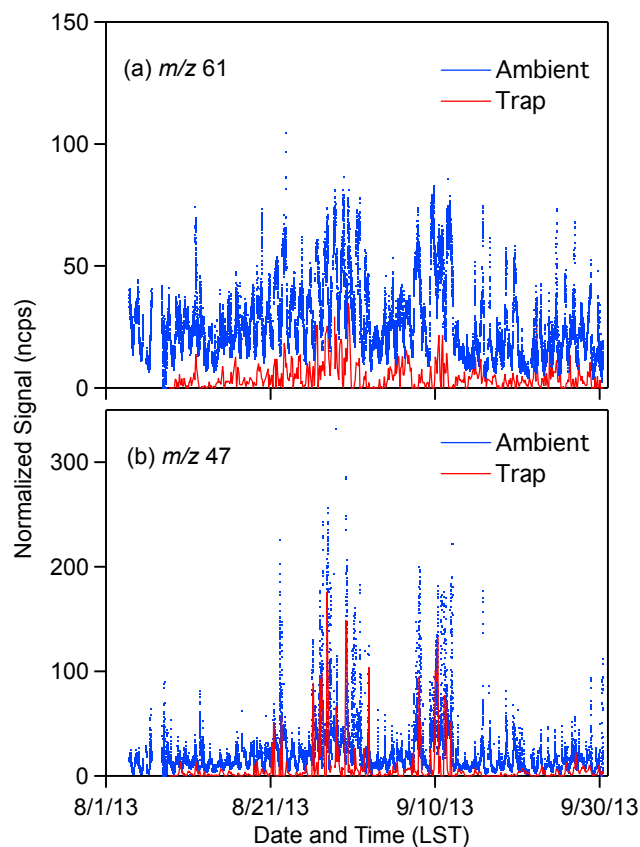 150
(a) m/z 61
Ambient
Trap
100
50
0
Normalized Signal (ncps)
(b) m/z 47
Ambient
Trap
300
200
100
0
8/1/13
8/21/13
9/10/13
9/30/13
Date and Time (LST)